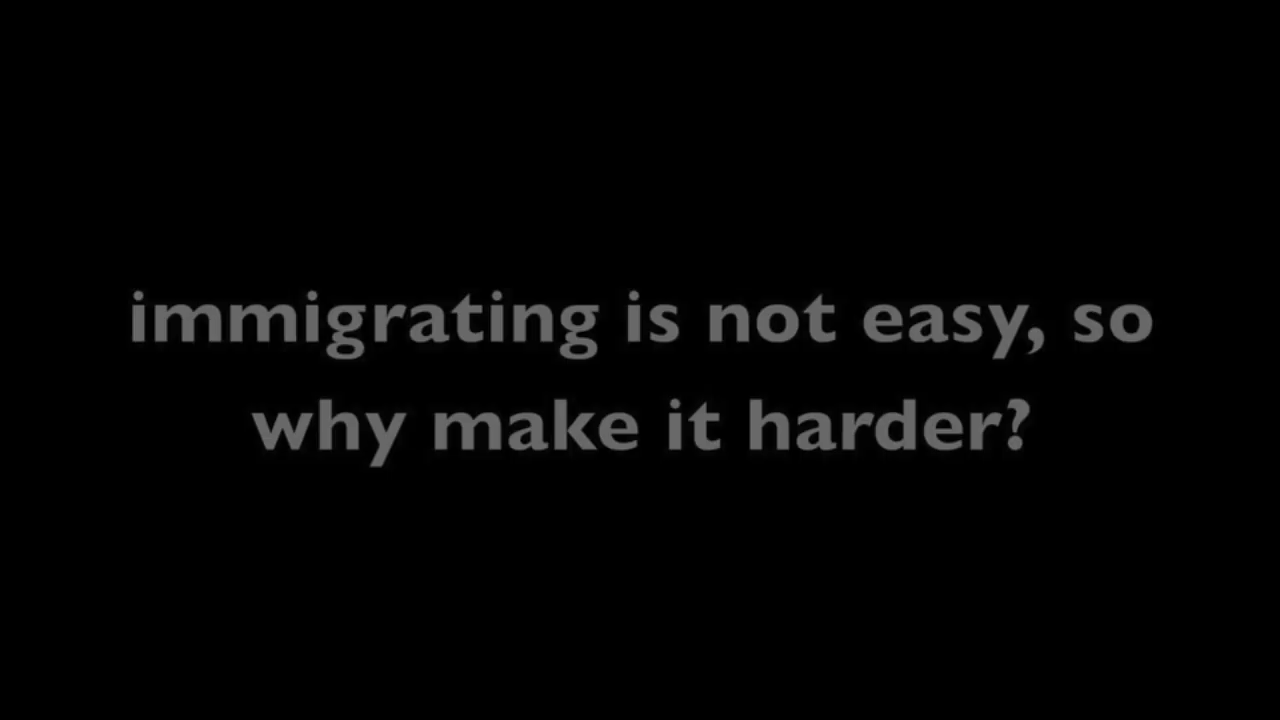 immigrating is not easy, so
why make it harder?